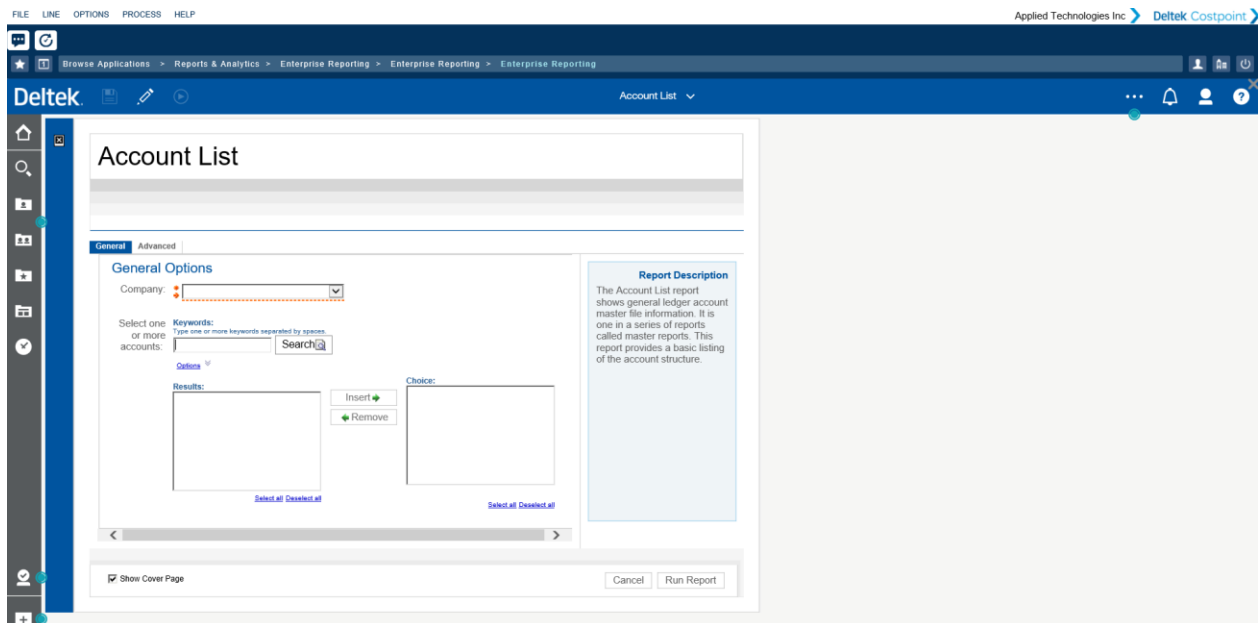 FILE LINE OPTIONS PROCESS HELP
Applied Technologies Inc Deltek Costpoint
Browse Applications > Reports & Analytics > Enterprise Reporting > Enterprise Reporting > Enterprise Reporting
Deltek.
Account List
Account List
General Advanced
General Options
Company:
Select one or more accounts:
Keywords:
Type one or more keywords separated by spaces.
Search
Options
Results:
Insert
Remove
Choice:
Select all Deselect all
Select all Deselect all
Report Description
The Account List report
shows general ledger account
master file information. It is
one in a series of reports
called master reports. This
report provides a basic listing
of the account structure.
Show Cover Page
Cancel Run Report